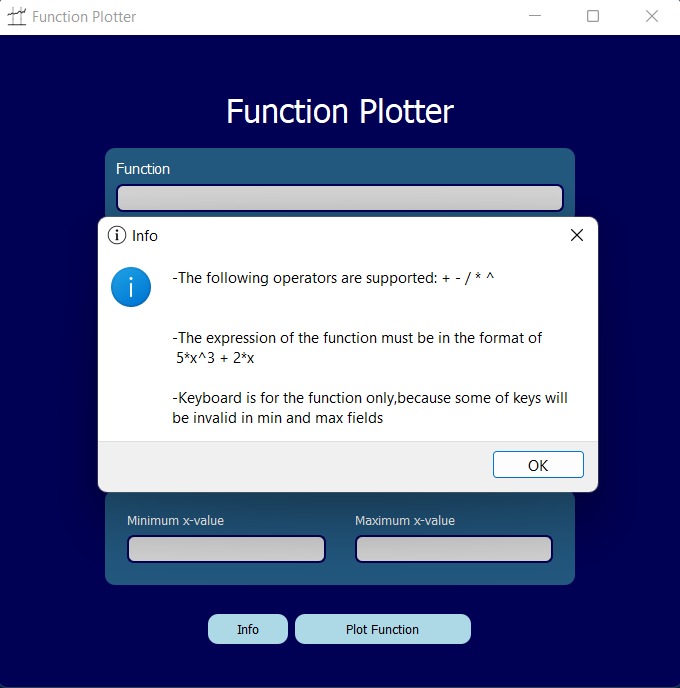 Function Plotter
Function Plotter
Function
Info
-The following operators are supported: + - / * ^
-The expression of the function must be in the format of
5*x^3 + 2*x
-Keyboard is for the function only,because some of keys will
be invalid in min and max fields
OK
Minimum x-value
Maximum x-value
Info
Plot Function